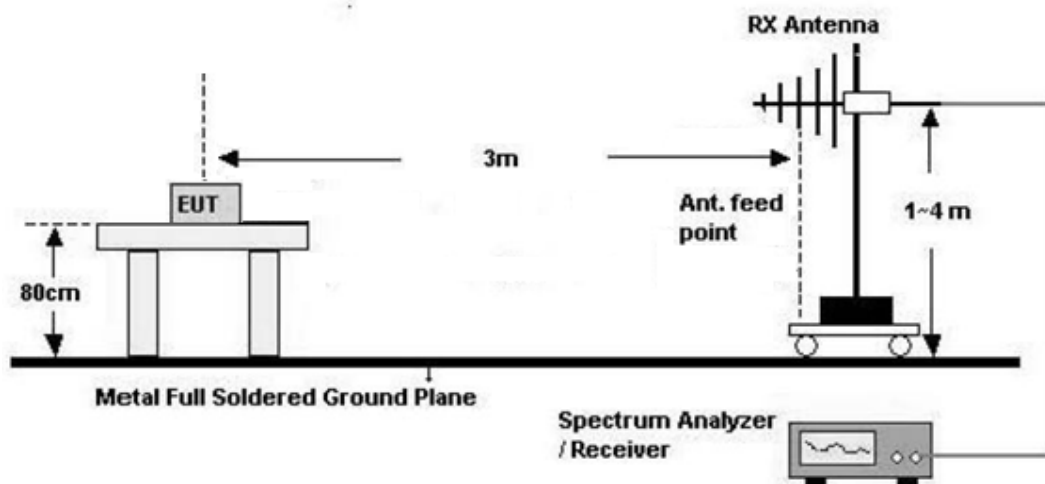 RX Antenna
3m
EUT
Ant. feed
point
1~4 m
80cm
Metal Full Soldered Ground Plane
Spectrum Analyzer
/ Receiver